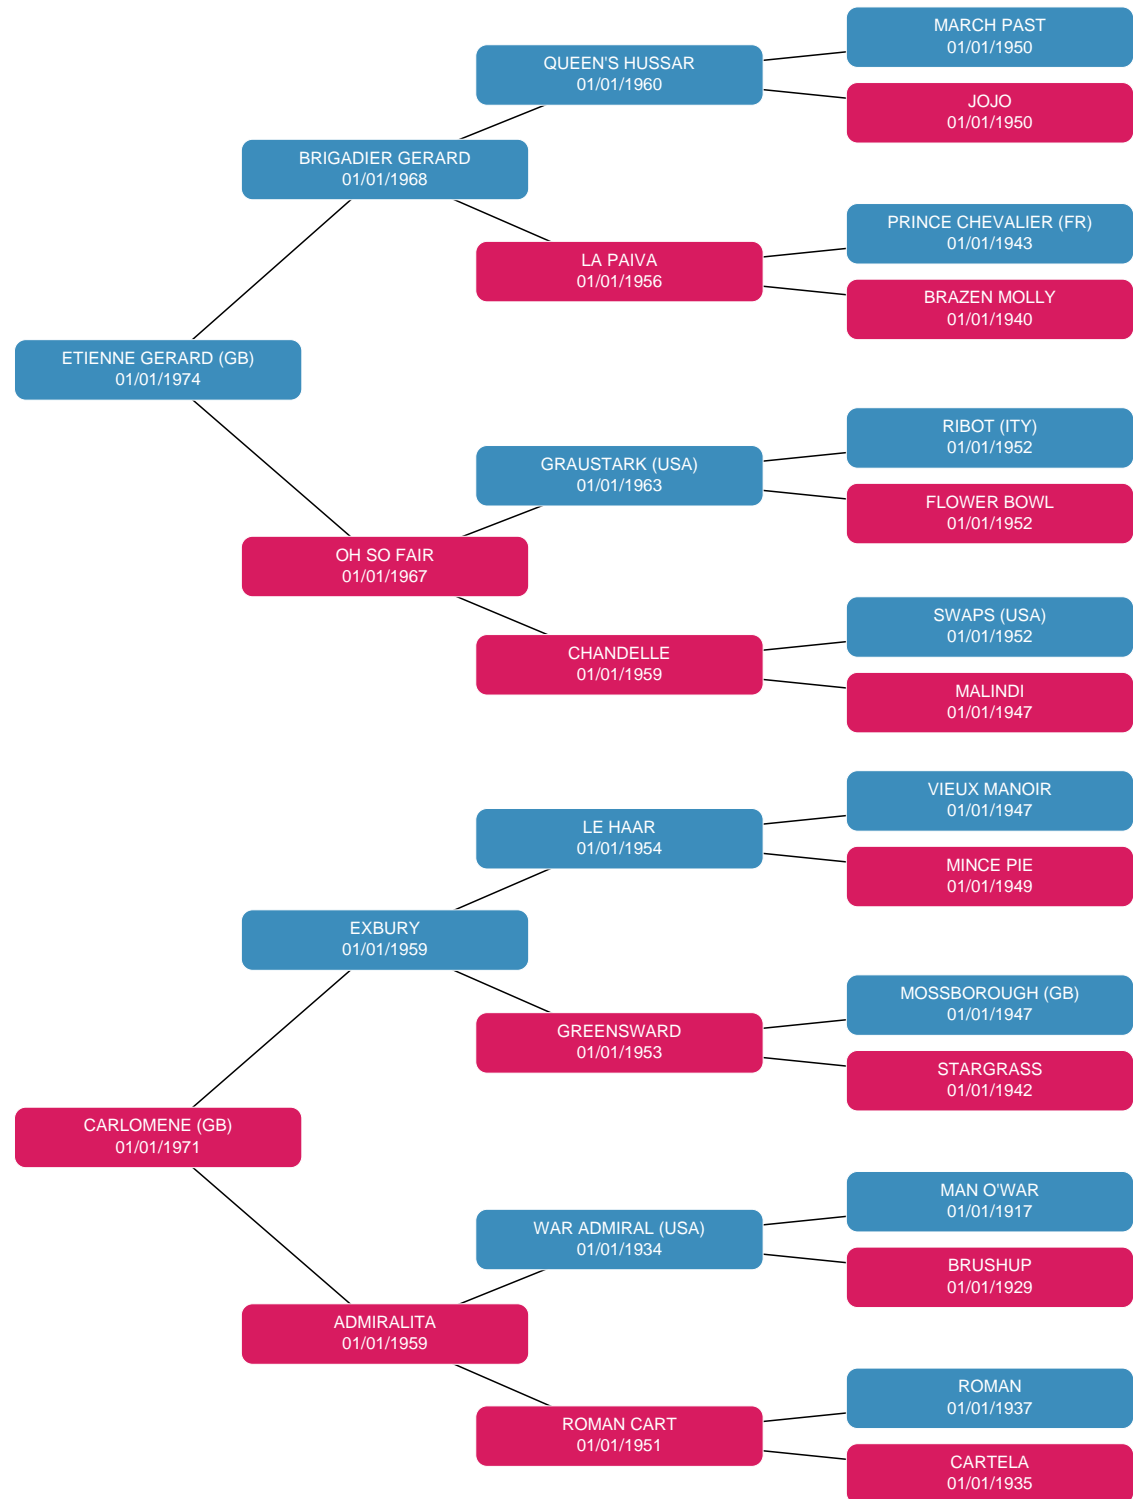 MARCH PAST
01/01/1950
QUEEN'S HUSSAR
01/01/1960
JOJO
01/01/1950
BRIGADIER GERARD
01/01/1968
PRINCE CHEVALIER (FR)
01/01/1943
LA PAIVA
01/01/1956
BRAZEN MOLLY
01/01/1940
ETIENNE GERARD (GB)
01/01/1974
RIBOT (ITY)
01/01/1952
GRAUSTARK (USA)
01/01/1963
FLOWER BOWL
01/01/1952
OH SO FAIR
01/01/1967
SWAPS (USA)
01/01/1952
CHANDELLE
01/01/1959
MALINDI
01/01/1947
VIEUX MANOIR
01/01/1947
LE HAAR
01/01/1954
MINCE PIE
01/01/1949
EXBURY
01/01/1959
MOSSBOROUGH (GB)
01/01/1947
GREENSWARD
01/01/1953
STARGRASS
01/01/1942
CARLOMENE (GB)
01/01/1971
MAN O'WAR
01/01/1917
WAR ADMIRAL (USA)
01/01/1934
BRUSHUP
01/01/1929
ADMIRALITA
01/01/1959
ROMAN
01/01/1937
ROMAN CART
01/01/1951
CARTELA
01/01/1935